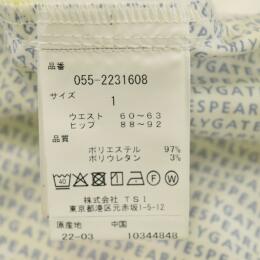 品番
055-2231608
サイズ
1
ウエスト 60~63
ヒップ 88~92
品質
ポリエステル 97%
ポリウレタン 3%
40
株式会社 TSI
東京都港区元赤坂1-5-12
原産地 中国
22-03 10344848
PEARLY GATES